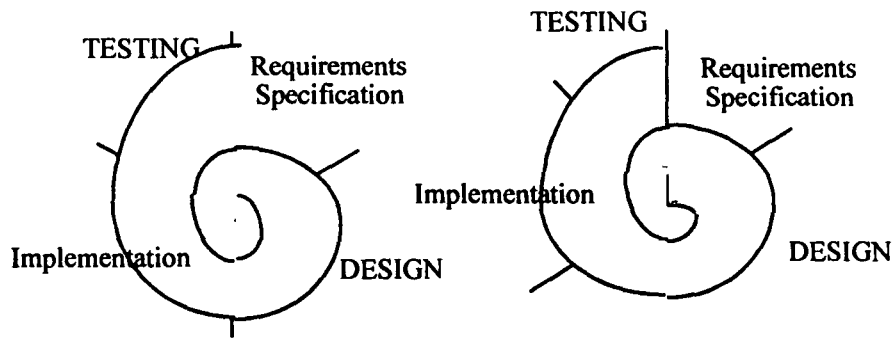 TESTING
Requirements
Specification
Implementation
DESIGN
TESTING
Requirements
Specification
Implementation
DESIGN